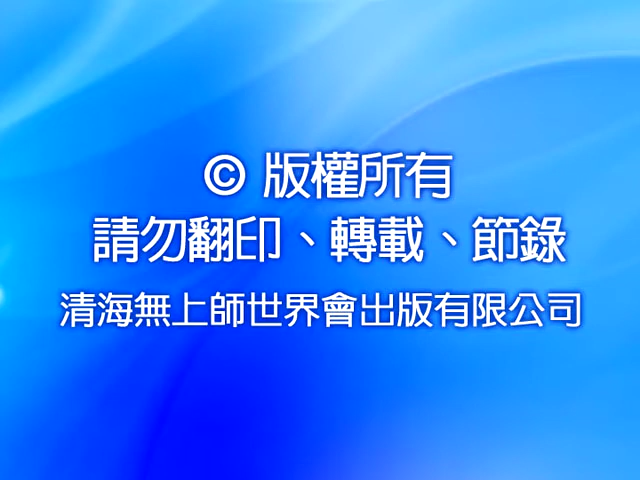 © 版權所有
請勿翻印、轉載、節錄
清海無上師世界會出版有限公司